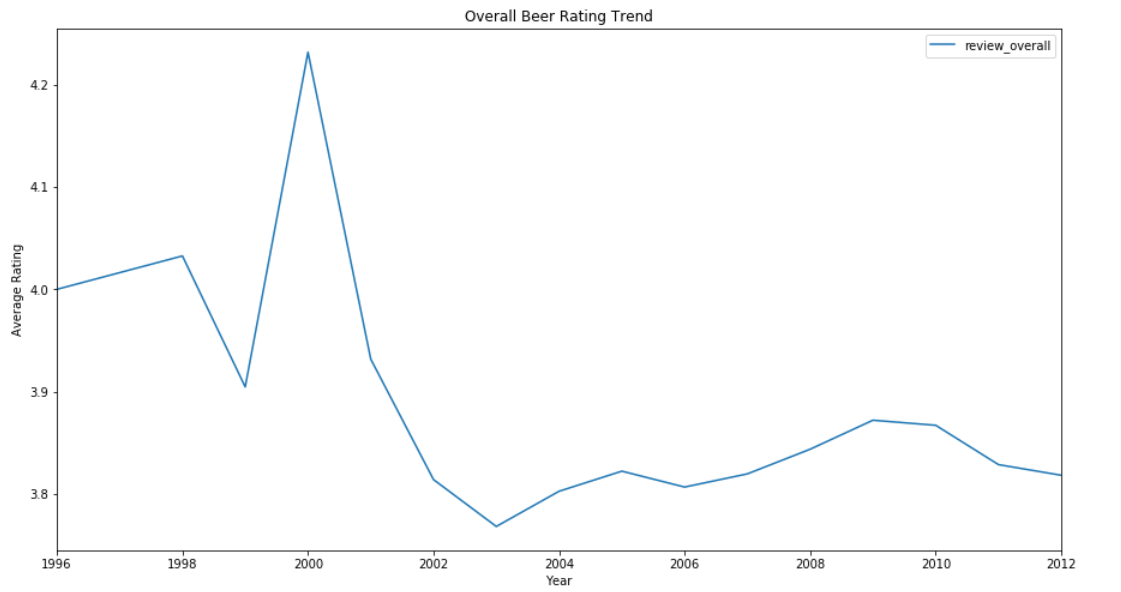 Overall Beer Rating Trend
review_overall
4.2
4.1
4.0
3.9
3.8
Average Rating
1996 1998 2000 2002 2004 2006 2008 2010 2012
Year